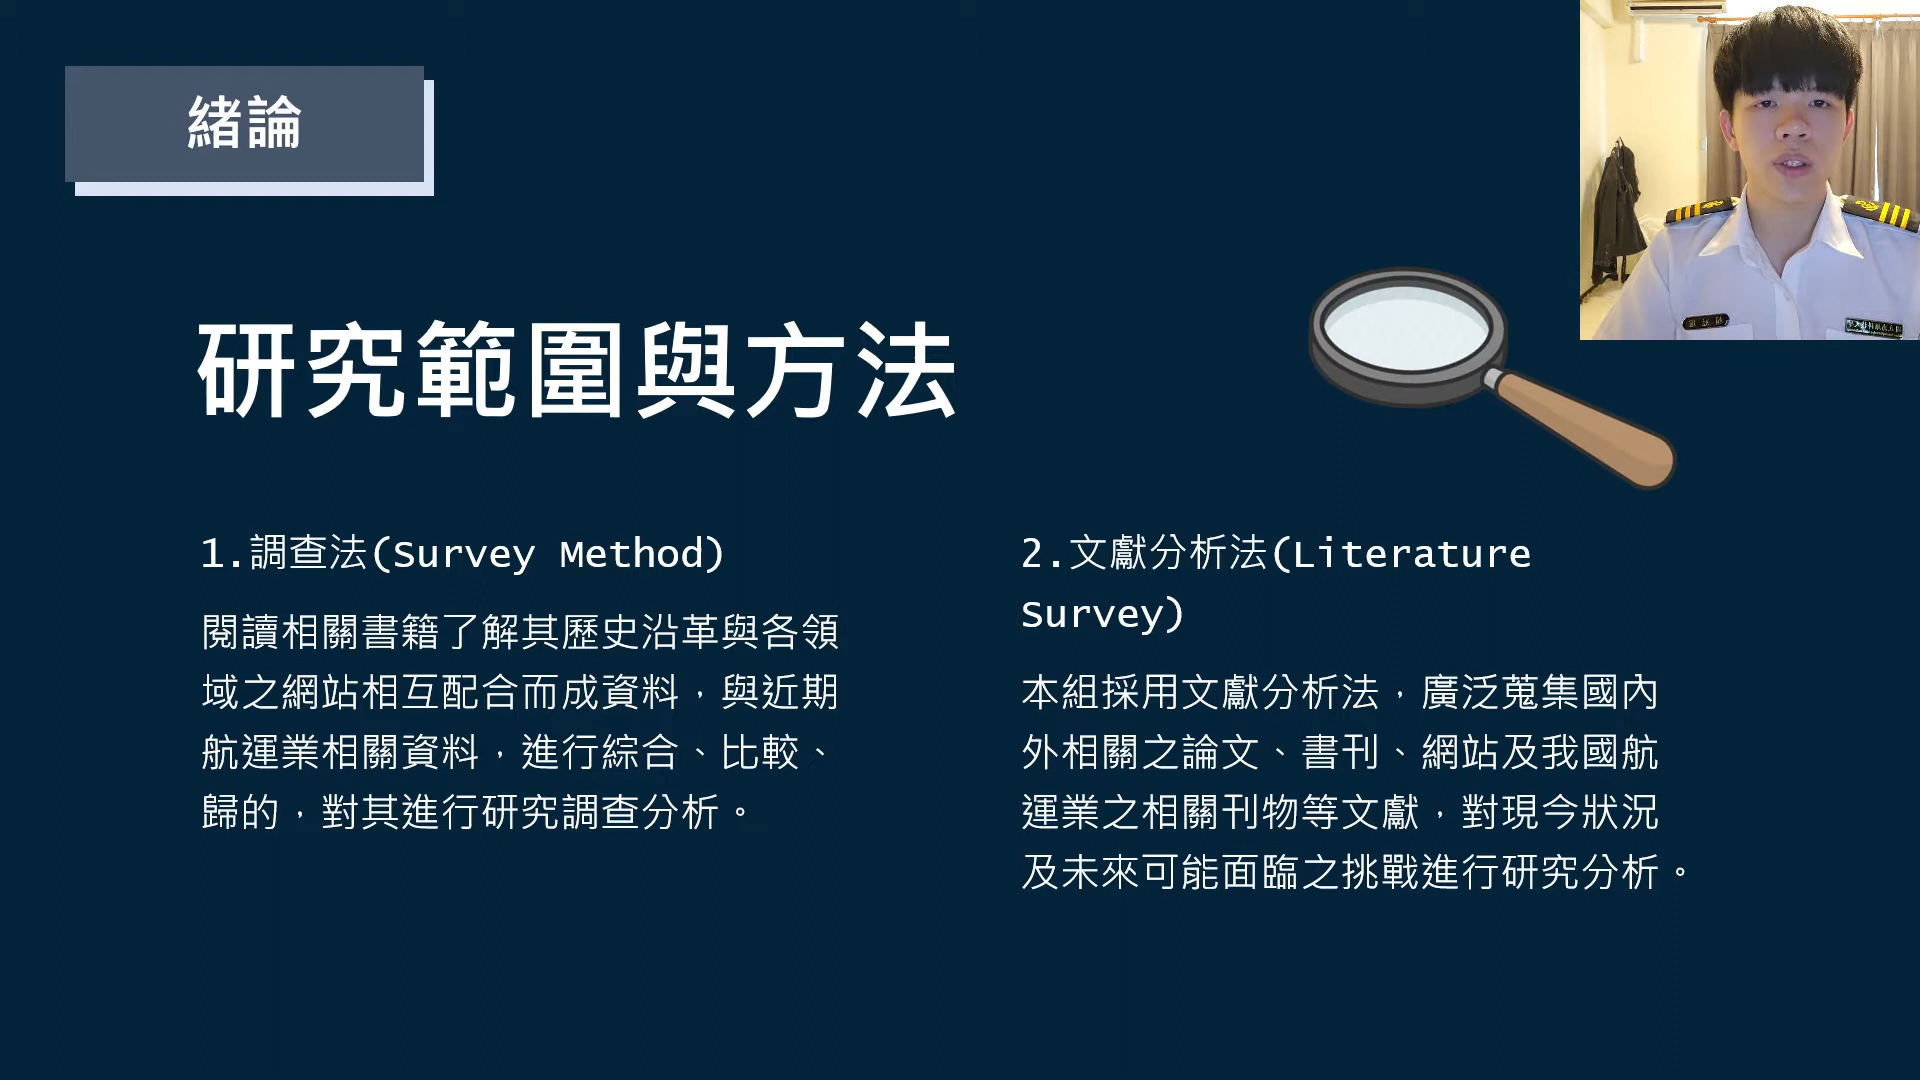 緒論
研究範圍與方法
1.調查法(Survey Method)
閱讀相關書籍了解其歷史沿革與各領
域之網站相互配合而成資料，與近期
航運業相關資料，進行綜合、比較、
歸的，對其進行研究調查分析。
2.文獻分析法(Literature
Survey)
本組採用文獻分析法，廣泛蒐集國內
外相關之論文、書刊、網站及我國航
運業之相關刊物等文獻，對現今狀況
及未來可能面臨之挑戰進行研究分析。